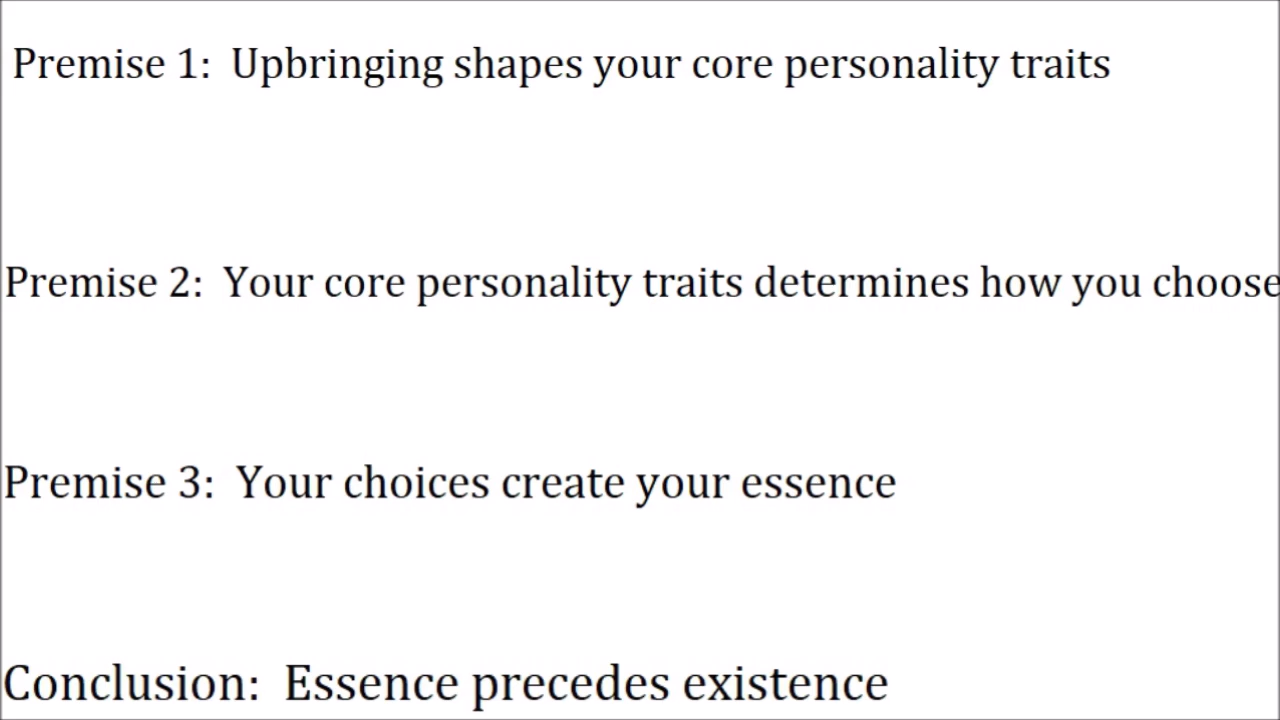 Premise 1: Upbringing shapes your core personality traits
Premise 2: Your core personality traits determines how you choose
Premise 3: Your choices create your essence
Conclusion: Essence precedes existence